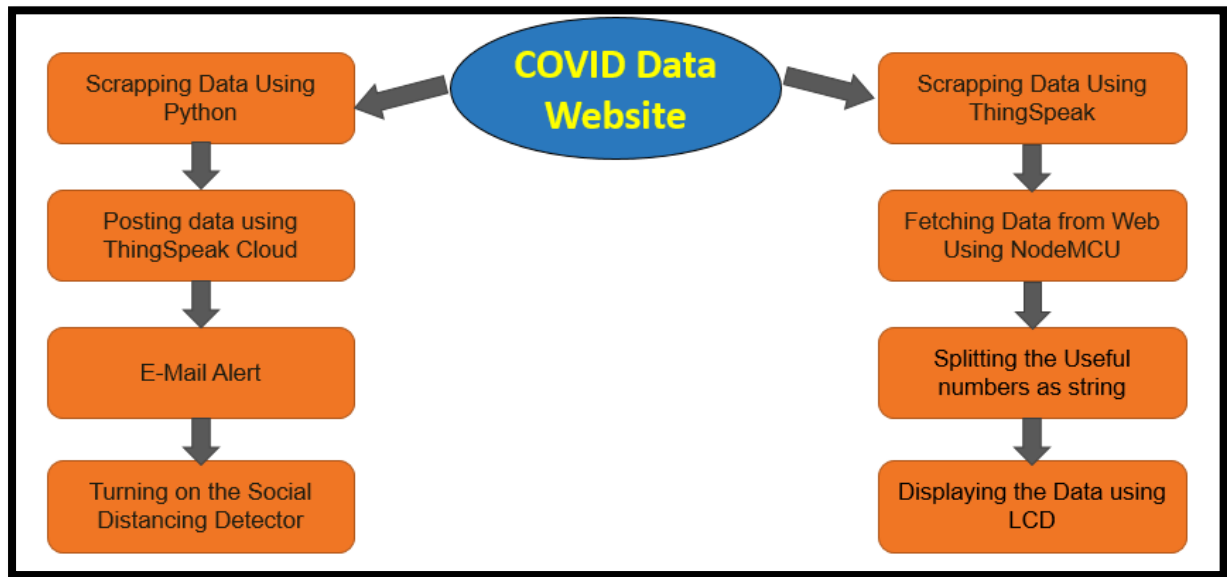 COVID Data
Website
Scrapping Data Using
Python
Posting data using
ThingSpeak Cloud
E-Mail Alert
Turning on the Social
Distancing Detector
Scrapping Data Using
ThingSpeak
Fetching Data from Web
Using NodeMCU
Splitting the Useful
numbers as string
Displaying the Data using
LCD